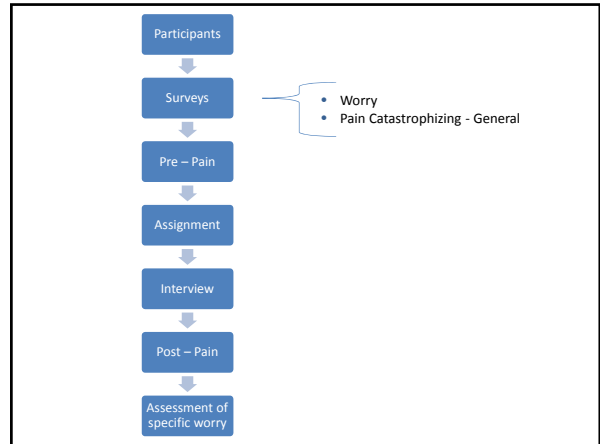 Participants
Surveys
• Worry
• Pain Catastrophizing - General
Pre – Pain
Assignment
Interview
Post – Pain
Assessment of
specific worry